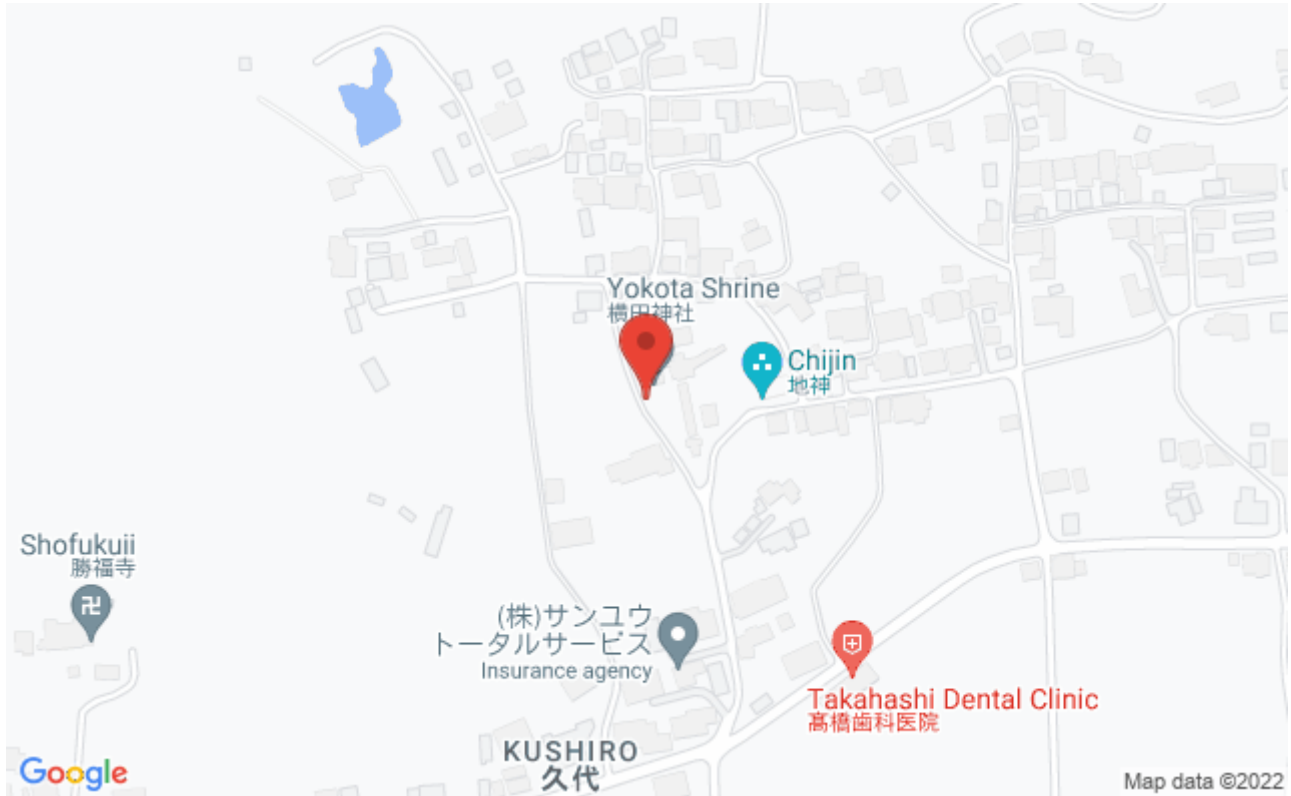 Yokota Shrine
横田神社
Chijin
地神
Shofukuji
勝福寺
(株)サンユウ
トータルサービス
Insurance agency
Takahashi Dental Clinic
髙橋歯科医院
KUSHIRO
久代
Google
Map data ©2022